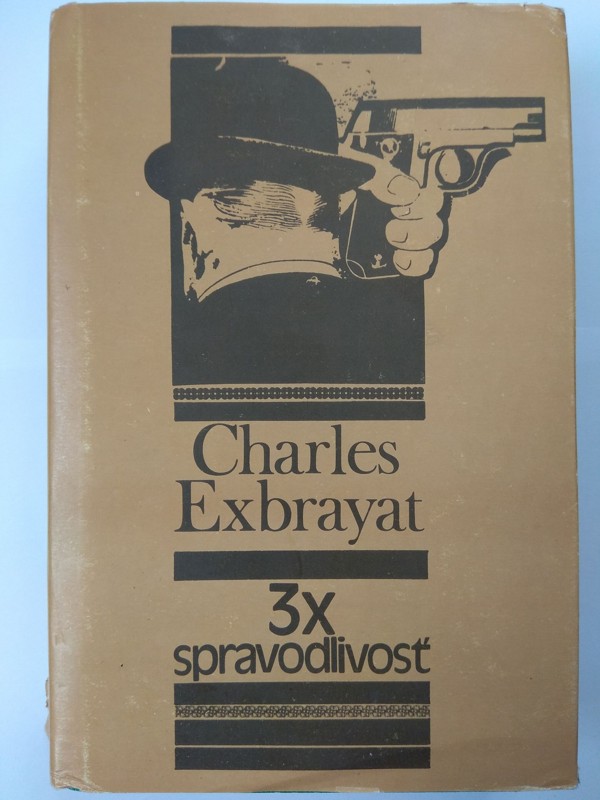 Charles
Exbrayat
3x
spravodlivosť